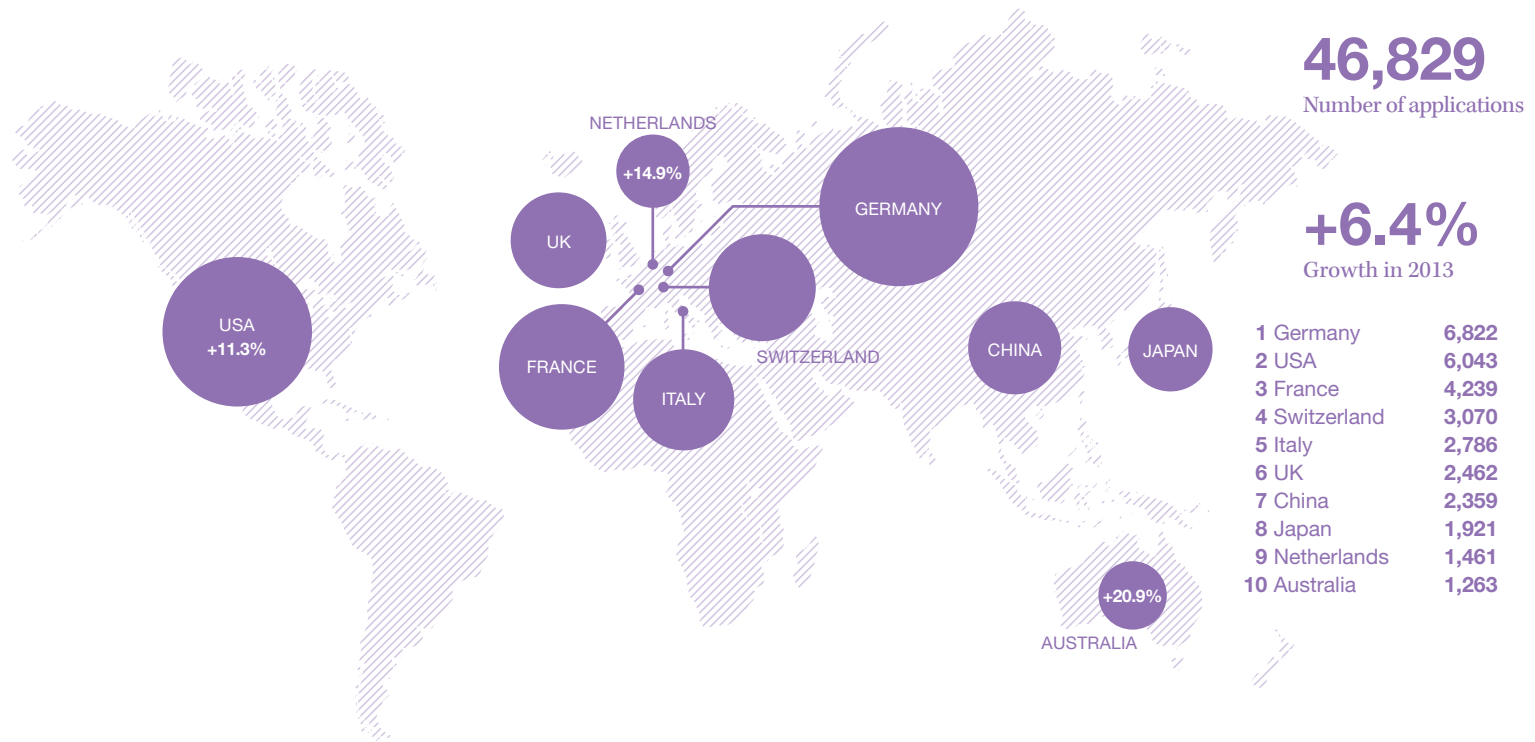 46,829
Number of applications
NETHERLANDS
+14.9%
GERMANY
UK
+6.4%
Growth in 2013
USA
+11.3%
FRANCE
SWITZERLAND
ITALY
CHINA
JAPAN
1 Germany 6,822
2 USA 6,043
3 France 4,239
4 Switzerland 3,070
5 Italy 2,786
6 UK 2,462
7 China 2,359
8 Japan 1,921
9 Netherlands 1,461
10 Australia 1,263
+20.9%
AUSTRALIA